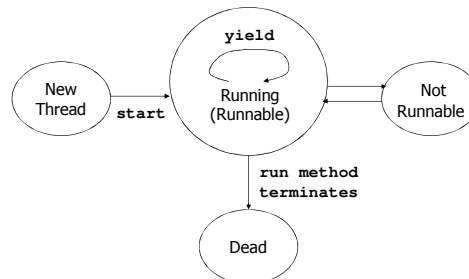 yield
New
Thread
start
Running
(Runnable)
Not
Runnable
run method
terminates
Dead